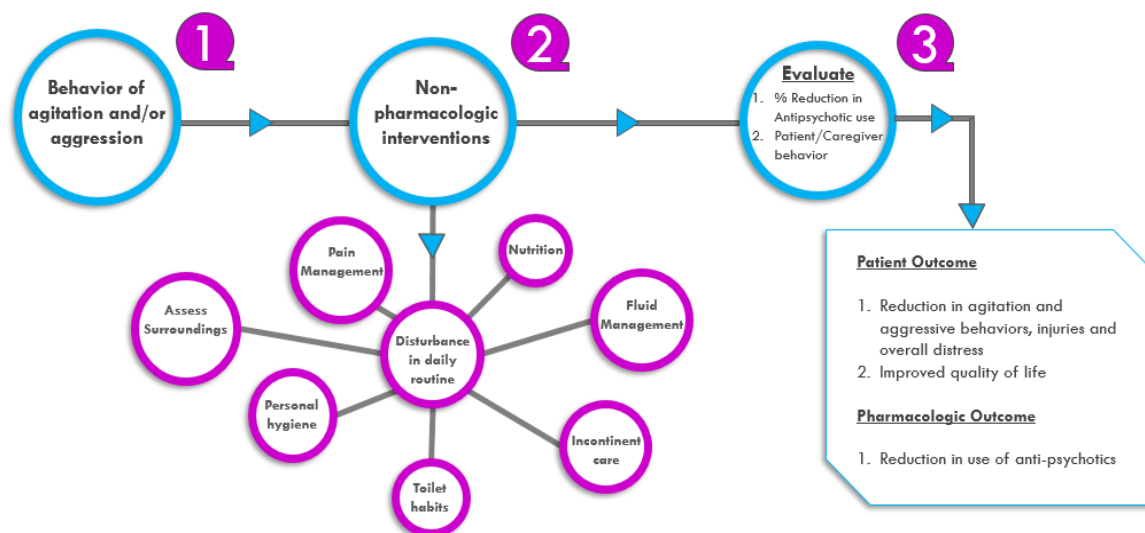 1
Behavior of
agitation and/or
aggression
2
Non-
pharmacologic
interventions
3
Evaluate
1. % Reduction in
Antipsychotic use
2. Patient/Caregiver
behavior
Pain
Management
Nutrition
Assess
Surroundings
Fluid
Management
Disturbance
in daily
routine
Personal
hygiene
Incontinent
care
Toilet
habits
Patient Outcome
1. Reduction in agitation and
aggressive behaviors, injuries and
overall distress
2. Improved quality of life
Pharmacologic Outcome
1. Reduction in use of anti-psychotics